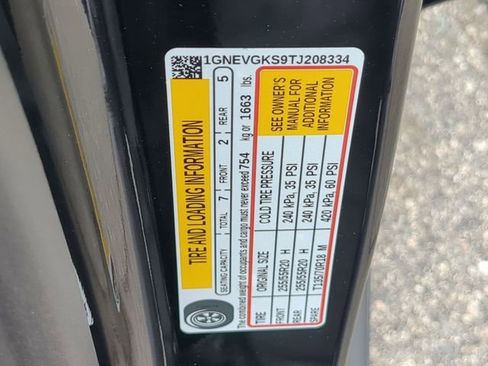 1GNEVGKS9TJ208334
TIRE AND LOADING INFORMATION
SEATING CAPACITY TOTAL 7 FRONT 2 REAR 5
The combined weight of occupants and cargo must never exceed 754 kg or 1663 lbs.
TIRE ORIGINAL SIZE COLD TIRE PRESSURE
FRONT 255/55R20 H 240 kPa, 35 PSI
REAR 255/55R20 H 240 kPa, 35 PSI
SPARE T135/70R18 M 420 kPa, 60 PSI
SEE OWNER'S
MANUAL FOR
ADDITIONAL
INFORMATION